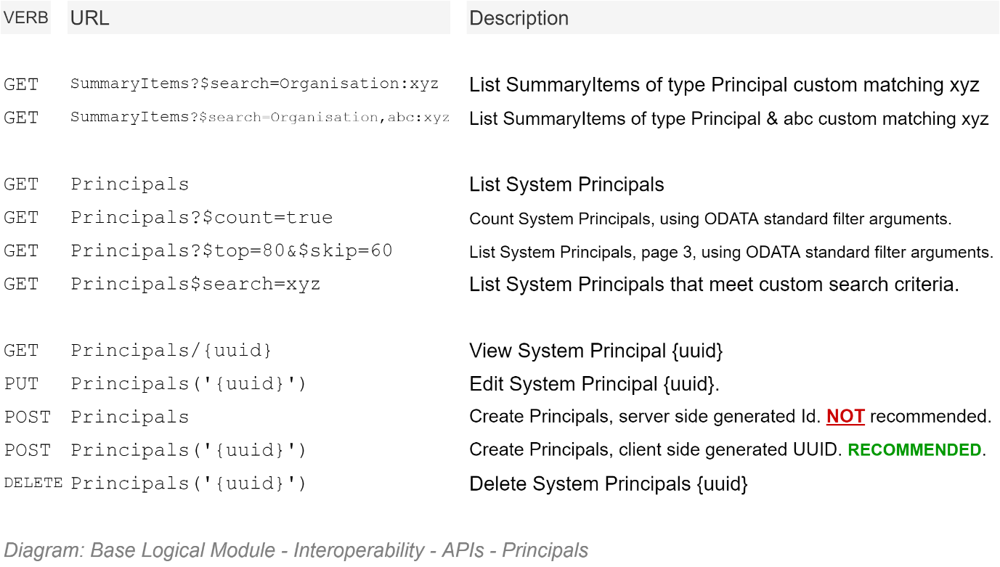 VERB URL Description
GET SummaryItems?$search=Organisation:xyz List SummaryItems of type Principal custom matching xyz
GET SummaryItems?$search=Organisation,abc:xyz List SummaryItems of type Principal & abc custom matching xyz
GET Principals List System Principals
GET Principals?$count=true Count System Principals, using ODATA standard filter arguments.
GET Principals?$top=80&$skip=60 List System Principals, page 3, using ODATA standard filter arguments.
GET Principals$search=xyz List System Principals that meet custom search criteria.
GET Principals/{uuid} View System Principal {uuid}
PUT Principals('{uuid}') Edit System Principal {uuid}.
POST Principals Create Principals, server side generated Id. NOT recommended.
POST Principals('{uuid}') Create Principals, client side generated UUID. RECOMMENDED.
DELETE Principals('{uuid}') Delete System Principals {uuid}
Diagram: Base Logical Module - Interoperability - APIs - Principals